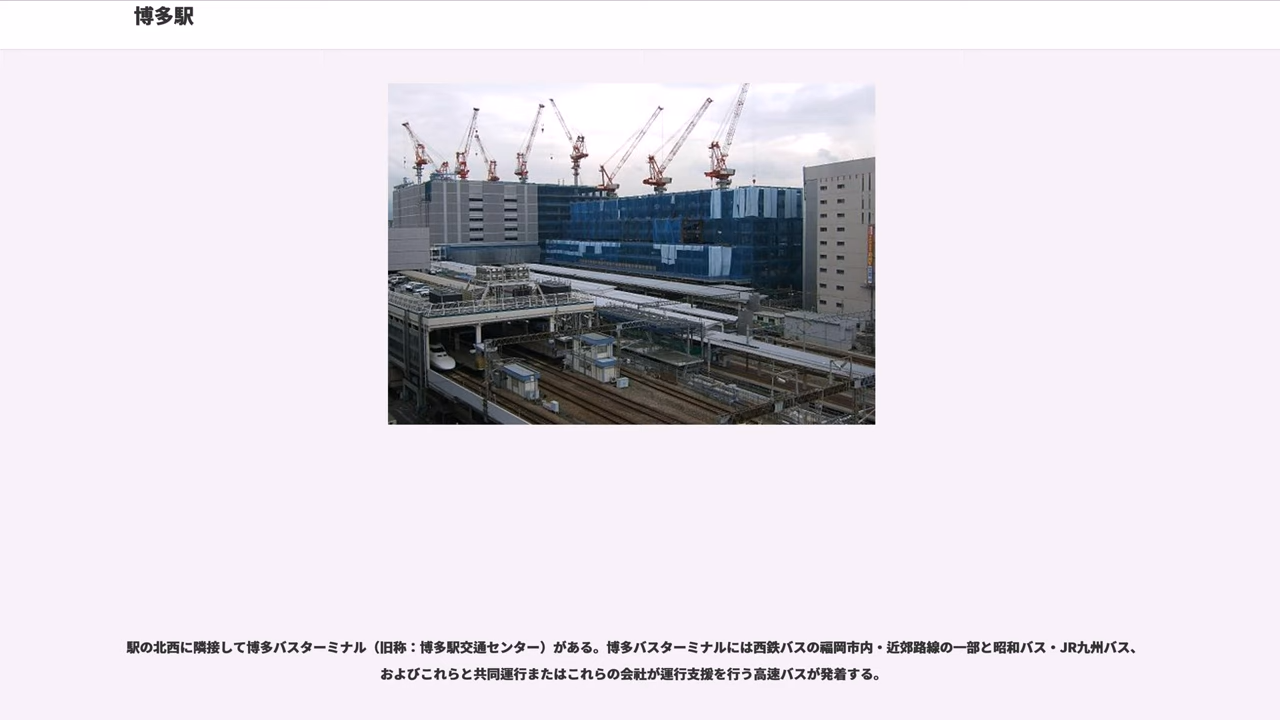 博多駅
駅の北西に隣接して博多バスターミナル（旧称：博多駅交通センター）がある。博多バスターミナルには西鉄バスの福岡市内・近郊路線の一部と昭和バス・JR九州バス、
およびこれらと共同運行またはこれらの会社が運行支援を行う高速バスが発着する。